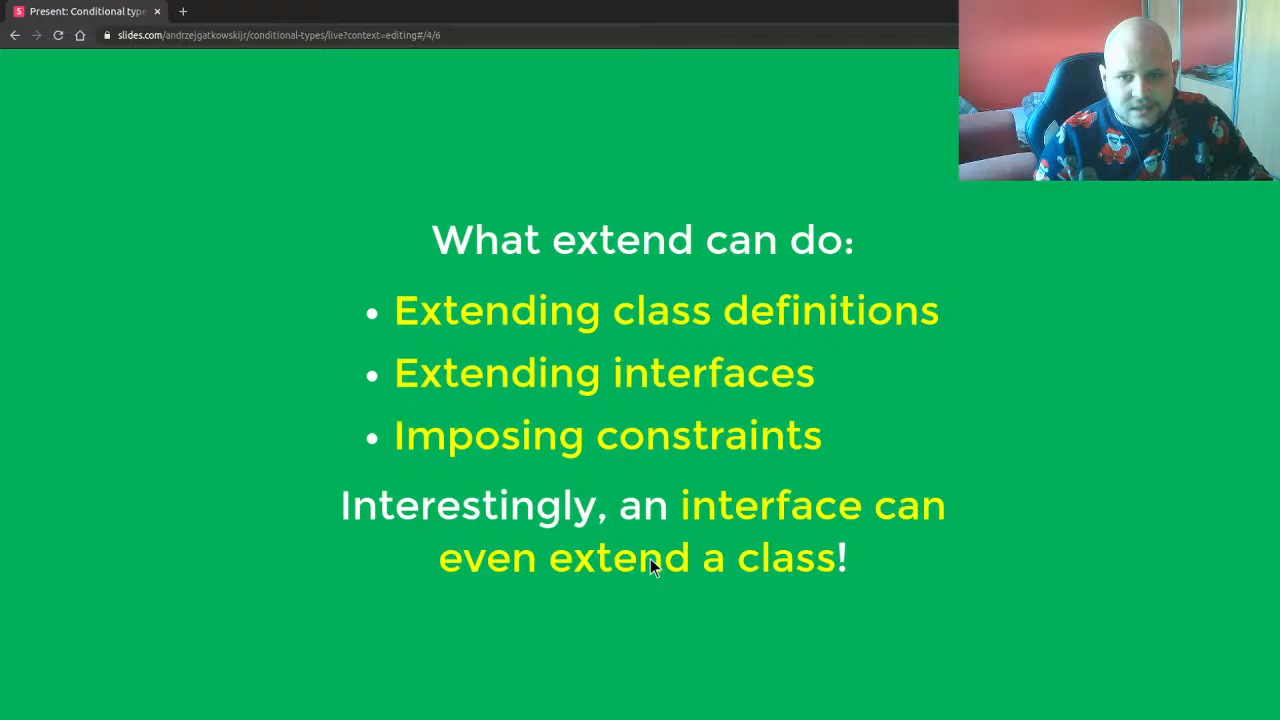 Present: Conditional type
slides.com/andrzejgatkowskijr/conditional-types/live?context=editing#/4/6
What extend can do:
Extending class definitions
Extending interfaces
Imposing constraints
Interestingly, an interface can
even extend a class!